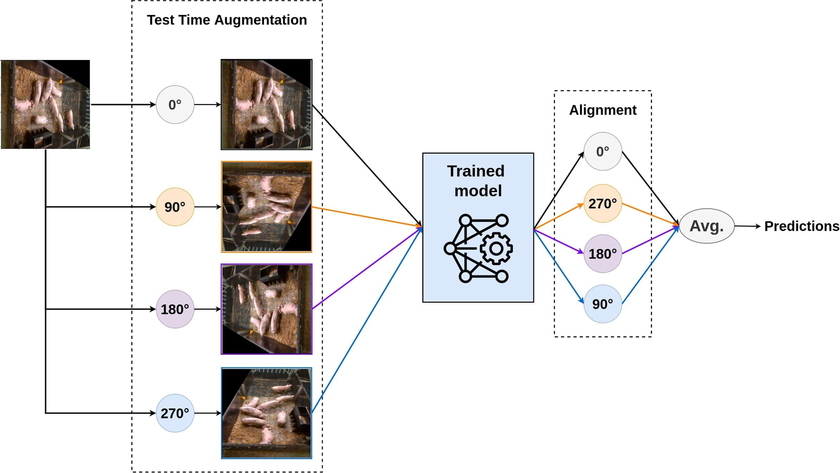 Test Time Augmentation
0°
90°
180°
270°
Trained
model
Alignment
0°
270°
180°
90°
Avg.
Predictions